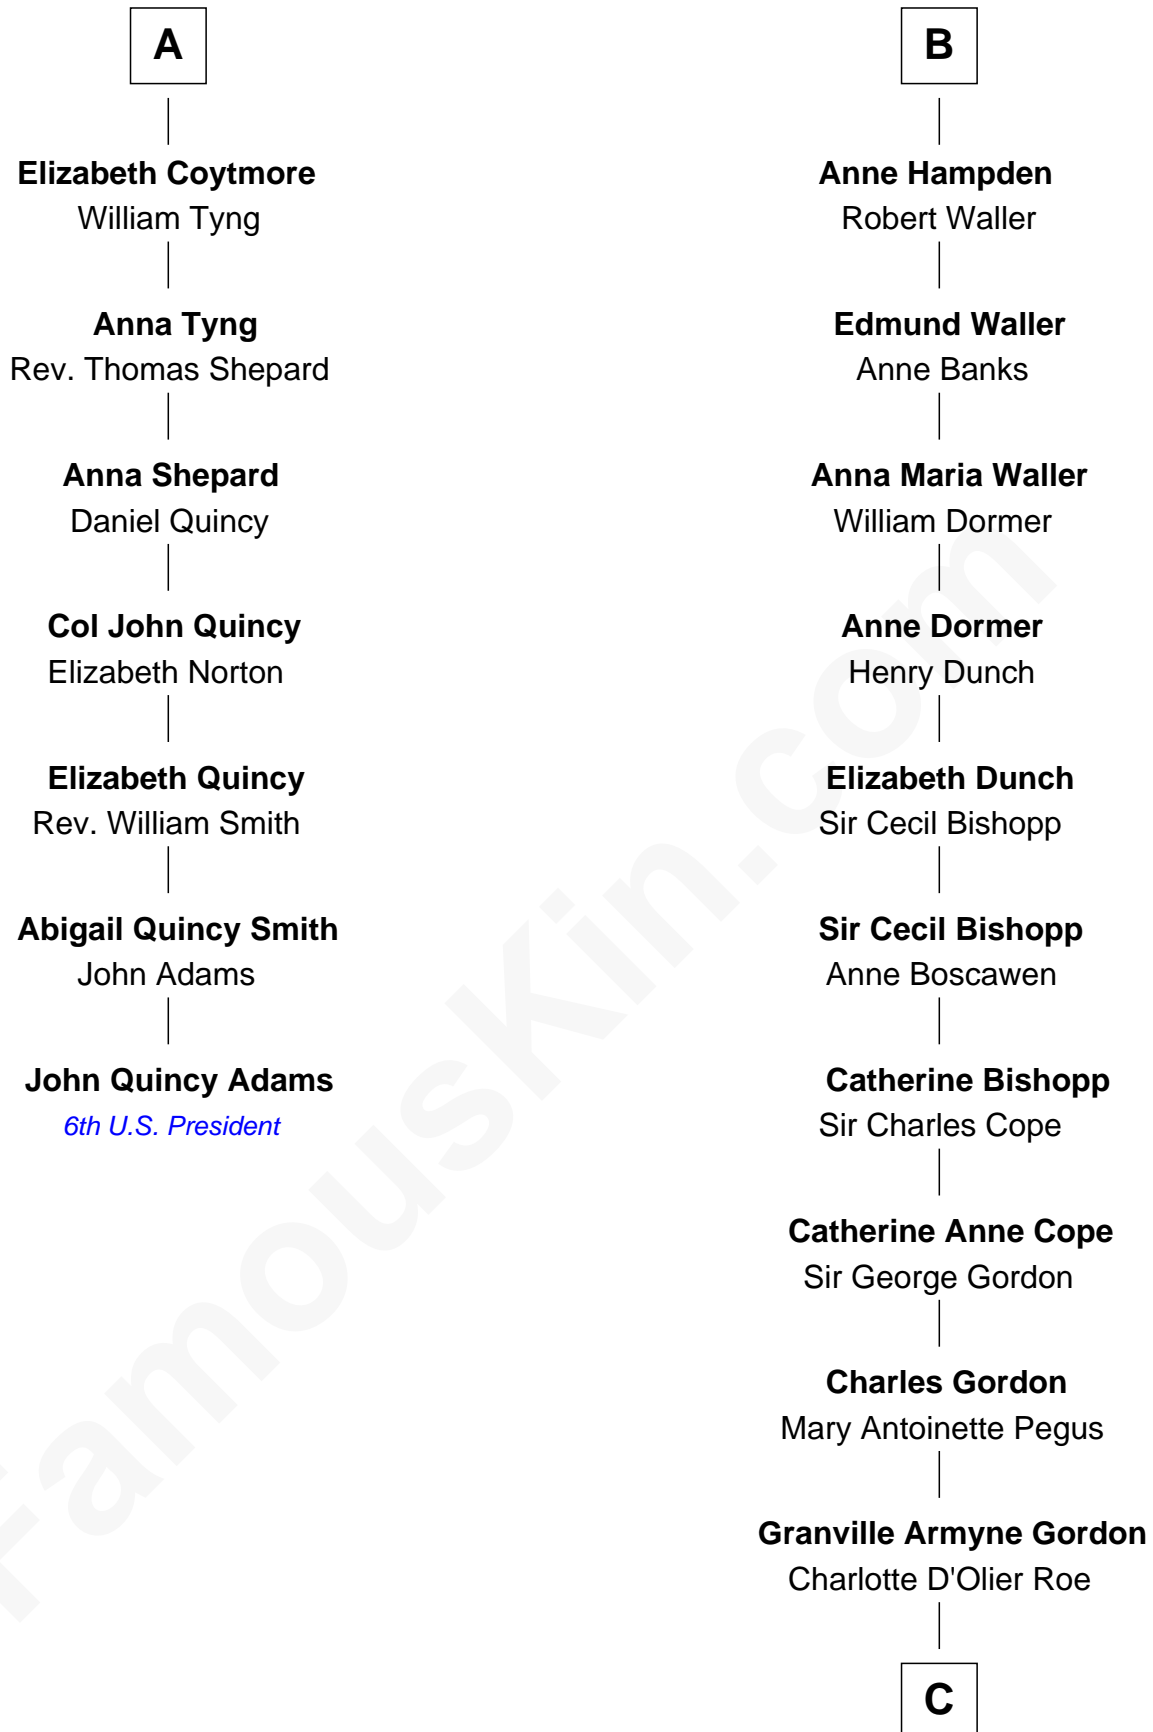 A
Elizabeth Coytmore
William Tyng
Anna Tyng
Rev. Thomas Shepard
Anna Shepard
Daniel Quincy
Col John Quincy
Elizabeth Norton
Elizabeth Quincy
Rev. William Smith
Abigail Quincy Smith
John Adams
John Quincy Adams
6th U.S. President
B
Anne Hampden
Robert Waller
Edmund Waller
Anne Banks
Anna Maria Waller
William Dormer
Anne Dormer
Henry Dunch
Elizabeth Dunch
Sir Cecil Bishopp
Sir Cecil Bishopp
Anne Boscawen
Catherine Bishopp
Sir Charles Cope
Catherine Anne Cope
Sir George Gordon
Charles Gordon
Mary Antoinette Pegus
Granville Armyne Gordon
Charlotte D'Olier Roe
C
FamousKin.com